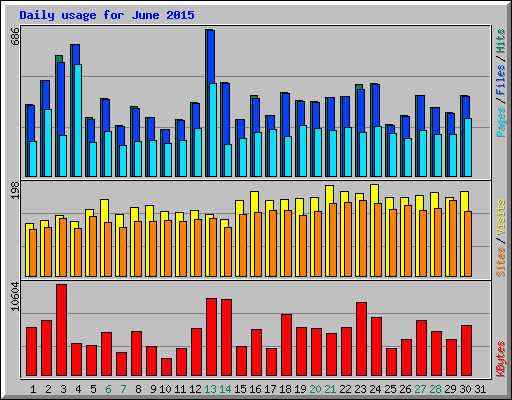 Daily usage for June 2015
686
Pages/Files/Hits
198
Sites/Visits
10604
KBytes
1 2 3 4 5 6 7 8 9 10 11 12 13 14 15 16 17 18 19 20 21 22 23 24 25 26 27 28 29 30 31